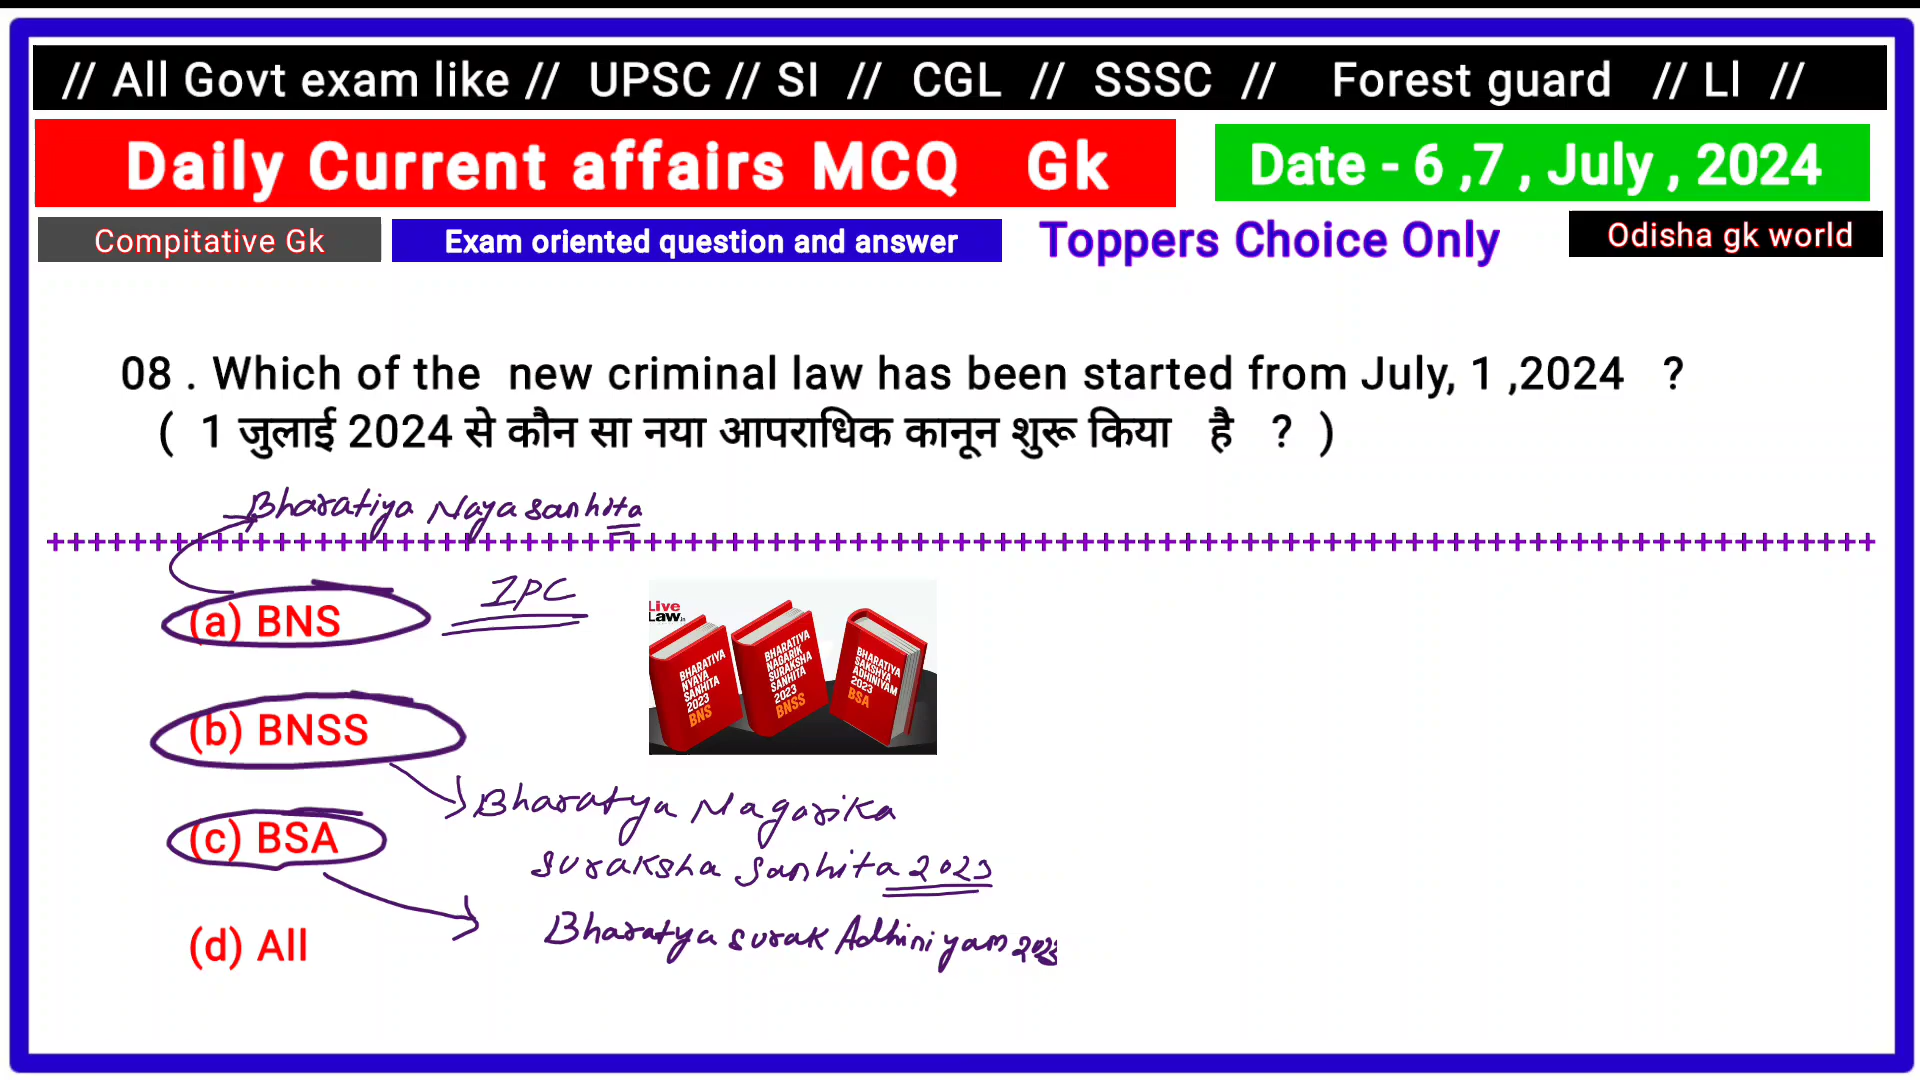 // All Govt exam like // UPSC // SI // CGL // SSSC // Forest guard // LI //
Daily Current affairs MCQ Gk
Date - 6 ,7 , July , 2024
Compitative Gk
Exam oriented question and answer
Toppers Choice Only
Odisha gk world
08 . Which of the new criminal law has been started from July, 1 ,2024 ?
( 1 जुलाई 2024 से कौन सा नया आपराधिक कानून शुरू किया है ? )
Bharatiya Naya sanhita
+++++++++++++++++++++++++++++++++++++++++++++++++++++++++++++++++++++++++++++++++++++++++
(a) BNS
IPC
Live
Law.in
BHARATIYA
NYAYA
SANHITA
2023
BNS
BHARATIYA
NAGARIK
SURAKSHA
SANHITA
2023
BNSS
BHARATIYA
SAKSHYA
ADHINIYAM
2023
BSA
(b) BNSS
Bharatya Nagarika
suraksha sanhita 2023
(c) BSA
Bharatya surak Adhiniyam 2023
(d) All